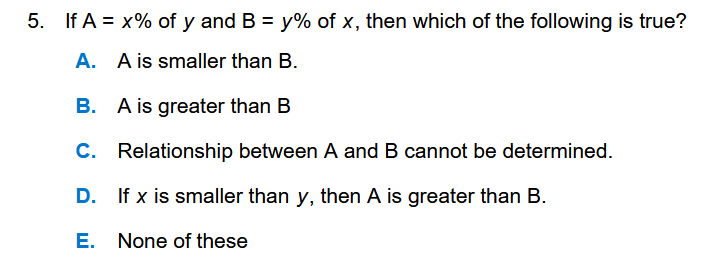 5. If A = x% of y and B = y% of x, then which of the following is true?
A. A is smaller than B.
B. A is greater than B
C. Relationship between A and B cannot be determined.
D. If x is smaller than y, then A is greater than B.
E. None of these